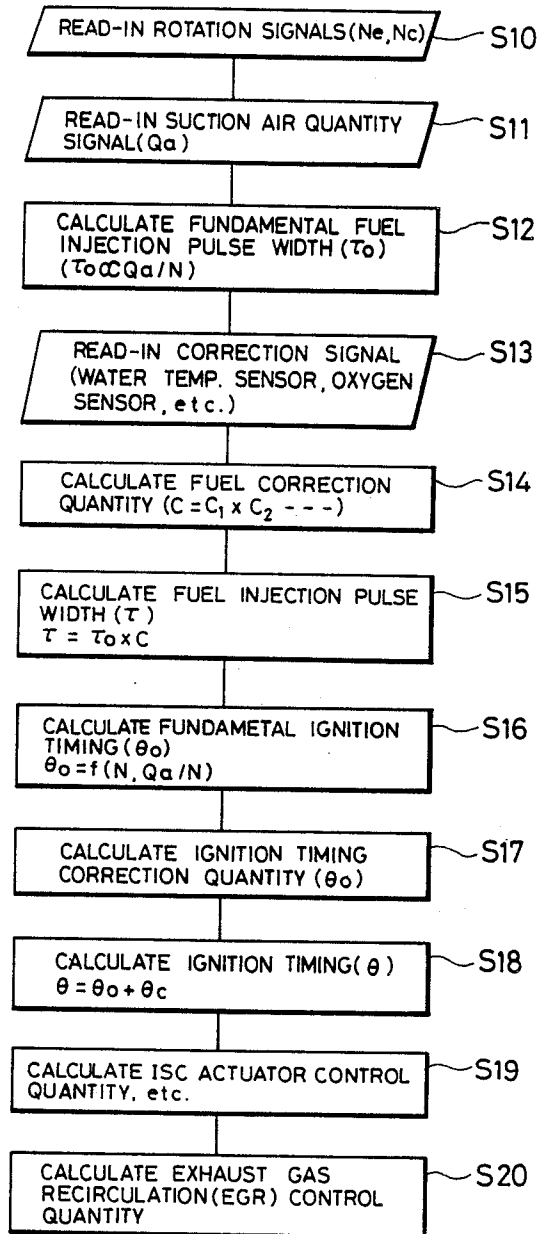 READ-IN ROTATION SIGNALS(Ne,Nc)
S10
READ-IN SUCTION AIR QUANTITY
SIGNAL(Qa)
S11
CALCULATE FUNDAMENTAL FUEL
INJECTION PULSE WIDTH (τo)
(τo∝Qa/N)
S12
READ-IN CORRECTION SIGNAL
(WATER TEMP. SENSOR, OXYGEN
SENSOR, etc.)
S13
CALCULATE FUEL CORRECTION
QUANTITY (C=C₁ x C₂ ---)
S14
CALCULATE FUEL INJECTION PULSE
WIDTH (τ)
τ = τo x C
S15
CALCULATE FUNDAMETAL IGNITION
TIMING(θo)
θo=f(N, Qa/N)
S16
CALCULATE IGNITION TIMING
CORRECTION QUANTITY (θo)
S17
CALCULATE IGNITION TIMING(θ)
θ = θo + θc
S18
CALCULATE ISC ACTUATOR CONTROL
QUANTITY, etc.
S19
CALCULATE EXHAUST GAS
RECIRCULATION(EGR) CONTROL
QUANTITY
S20